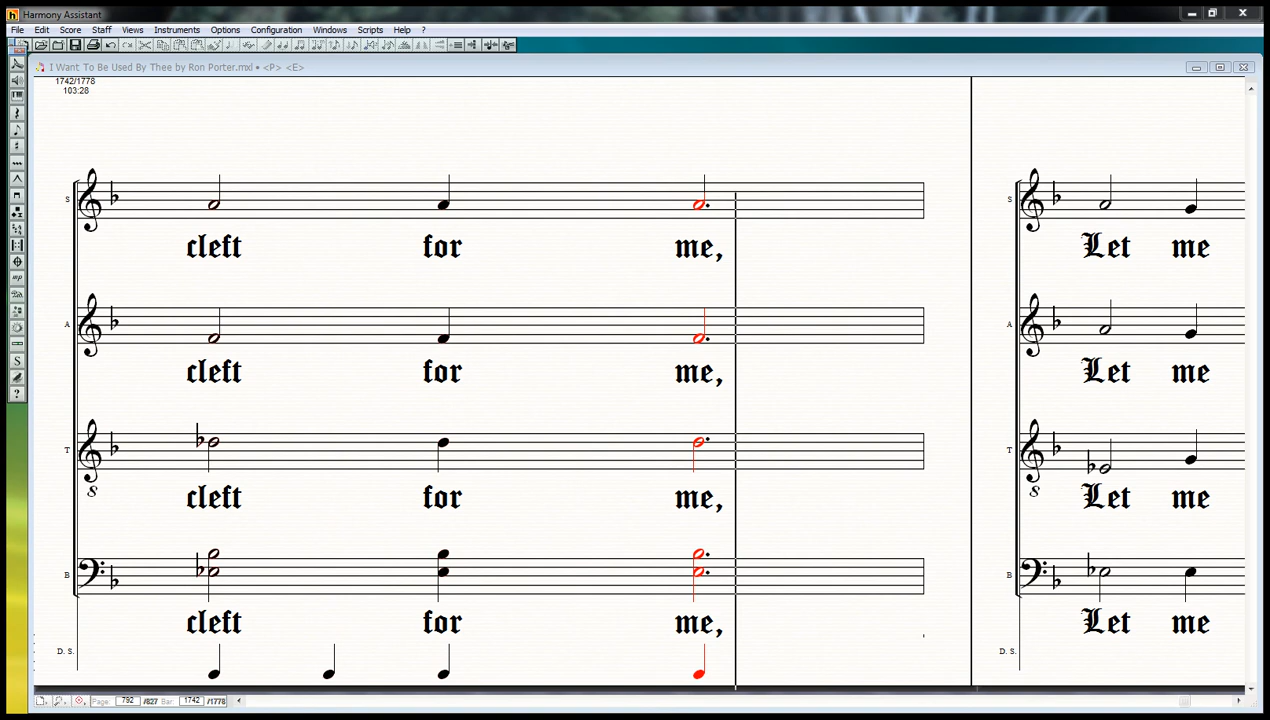 Harmony Assistant
File Edit Score Staff Views Instruments Options Configuration Windows Scripts Help ?
I Want To Be Used By Thee by Ron Porter.mxl • <P> <E>
1742/1778
103:28
S
cleft for me, Let me
A
cleft for me, Let me
T
8 8
cleft for me, Let me
B
cleft for me, Let me
D. S. D. S.
Page: 792 /827 Bar: 1742 /1778